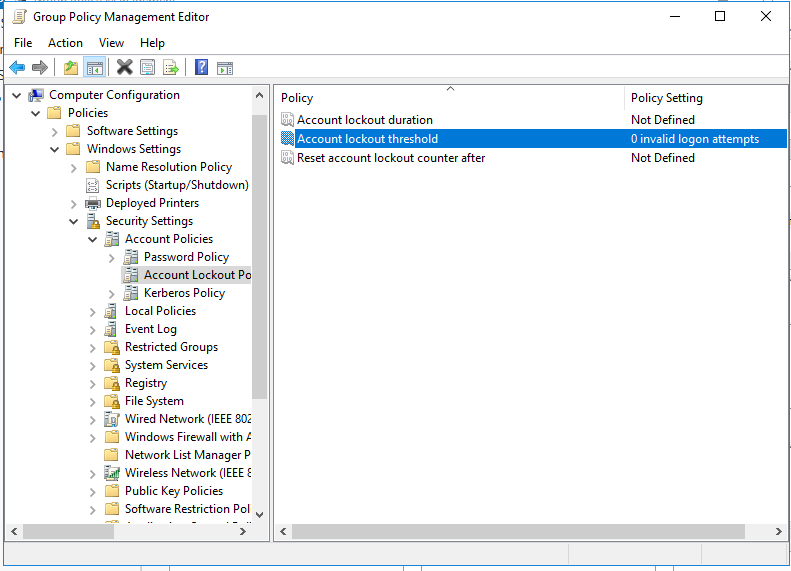 Group Policy Management Editor
File Action View Help
Computer Configuration
Policies
Software Settings
Windows Settings
Name Resolution Policy
Scripts (Startup/Shutdown)
Deployed Printers
Security Settings
Account Policies
Password Policy
Account Lockout Po
Kerberos Policy
Local Policies
Event Log
Restricted Groups
System Services
Registry
File System
Wired Network (IEEE 802
Windows Firewall with A
Network List Manager P
Wireless Network (IEEE 8
Public Key Policies
Software Restriction Pol
Policy Policy Setting
Account lockout duration Not Defined
Account lockout threshold 0 invalid logon attempts
Reset account lockout counter after Not Defined